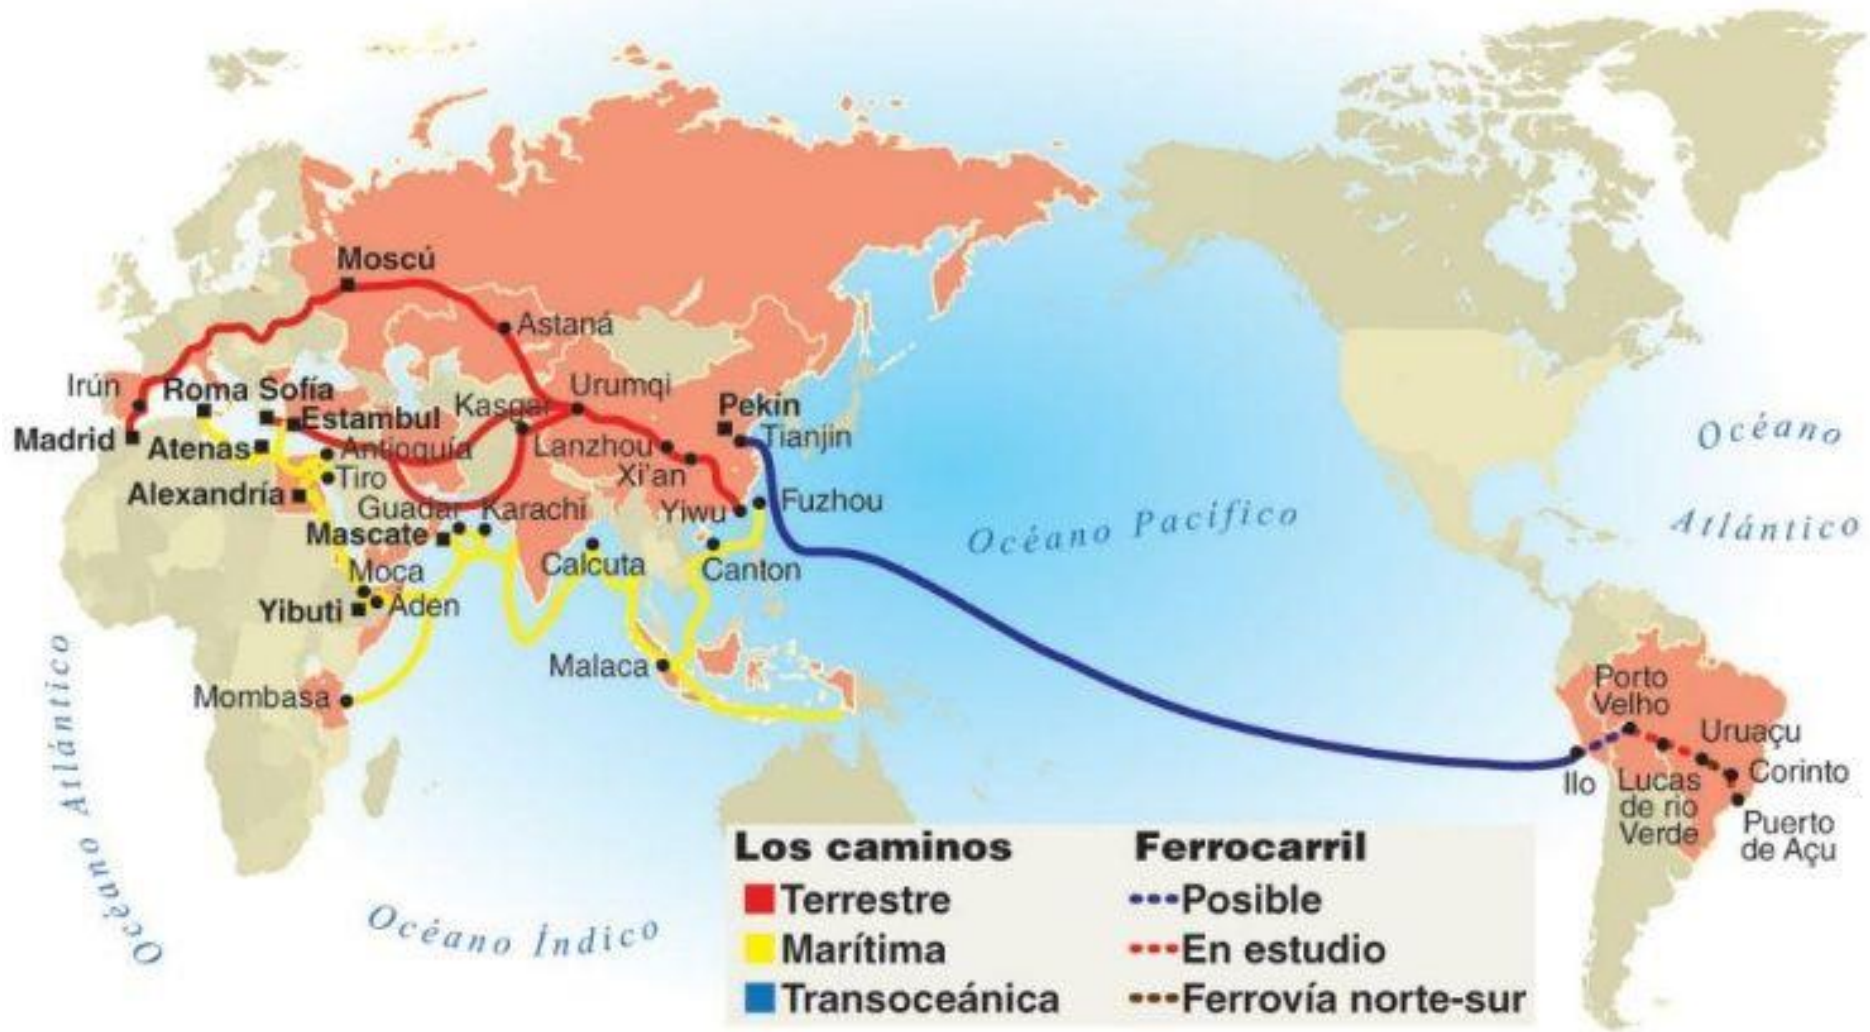 Moscú
Astaná
Irún
Roma
Sofía
Kasgar
Urumqi
Pekín
Estambul
Madrid
Atenas
Antioquía
Lanzhou
Tianjin
Tiro
Xi'an
Alexandría
Guadar
Karachi
Yiwu
Fuzhou
Mascate
Moca
Calcuta
Canton
Yibuti
Áden
Malaca
Mombasa
Océano Atlántico
Océano Índico
Océano Pacífico
Océano
Atlántico
Porto
Velho
Uruaçu
Corinto
Ilo
Lucas
de rio
Verde
Puerto
de Açu
Los caminos
Terrestre
Marítima
Transoceánica
Ferrocarril
Posible
En estudio
Ferrovía norte-sur